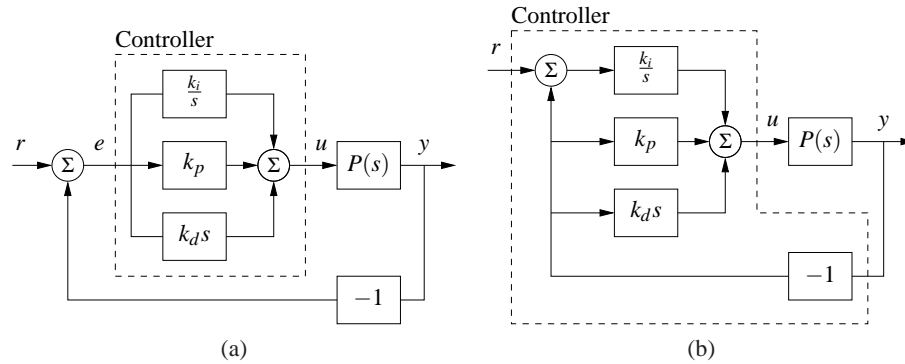 Controller
k_i/s
r
Σ
e
k_p
Σ
u
P(s)
y
k_d s
−1
(a)
Controller
r
Σ
k_i/s
k_p
Σ
u
P(s)
y
k_d s
−1
(b)